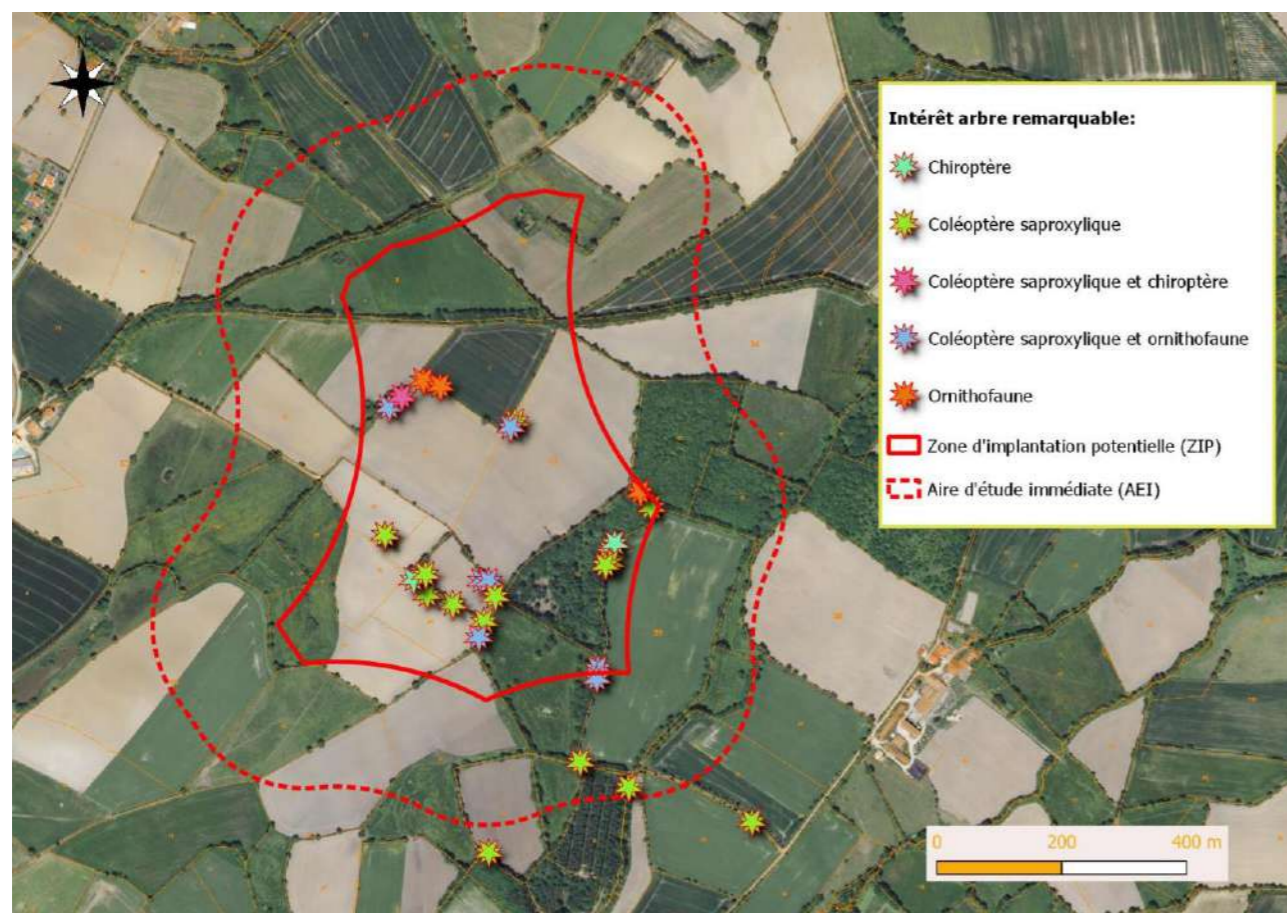 Intérêt arbre remarquable:
Chiroptère
Coléoptère saproxylique
Coléoptère saproxylique et chiroptère
Coléoptère saproxylique et ornithofaune
Ornithofaune
Zone d'implantation potentielle (ZIP)
Aire d'étude immédiate (AEI)
0 200 400 m